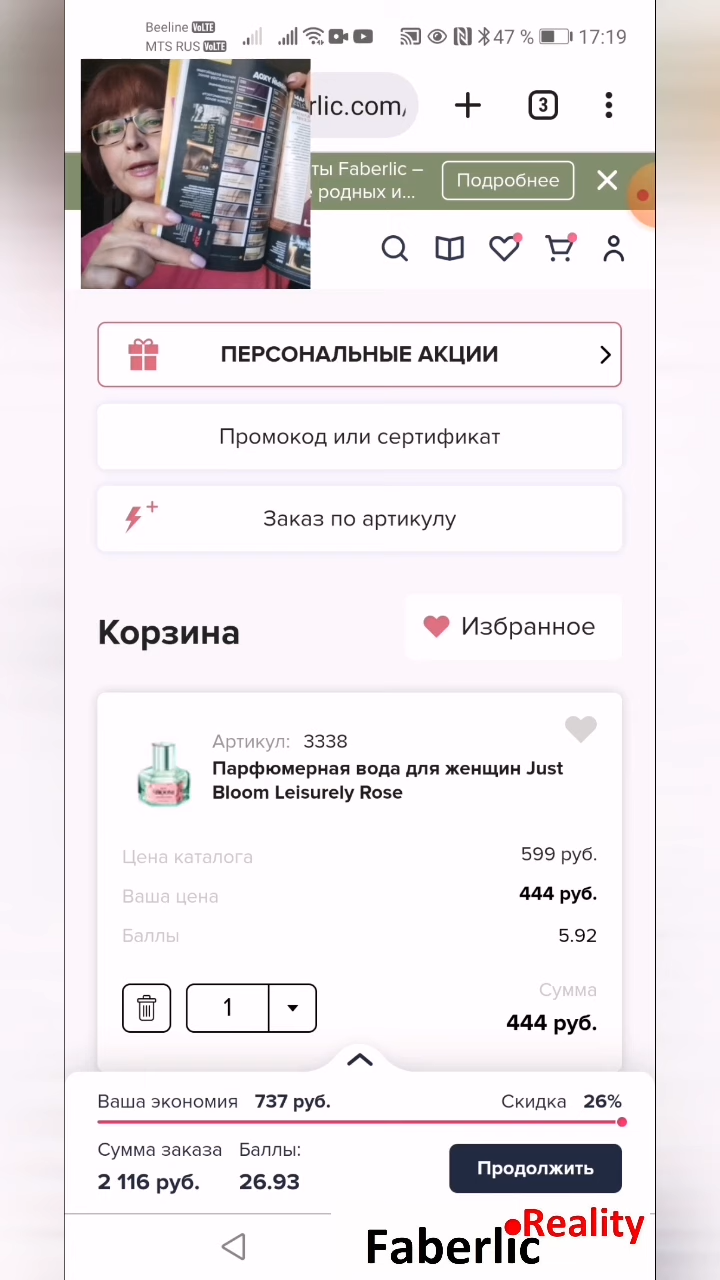 Beeline VoLTE
MTS RUS VoLTE
47 %
17:19
rlic.com,
3
ты Faberlic –
родных и...
Подробнее
ПЕРСОНАЛЬНЫЕ АКЦИИ
Промокод или сертификат
Заказ по артикулу
Корзина
Избранное
Артикул: 3338
Парфюмерная вода для женщин Just
Bloom Leisurely Rose
Цена каталога 599 руб.
Ваша цена 444 руб.
Баллы 5.92
1
Сумма
444 руб.
Ваша экономия 737 руб. Скидка 26%
Сумма заказа Баллы:
2 116 руб. 26.93
Продолжить
Reality
Faberlic